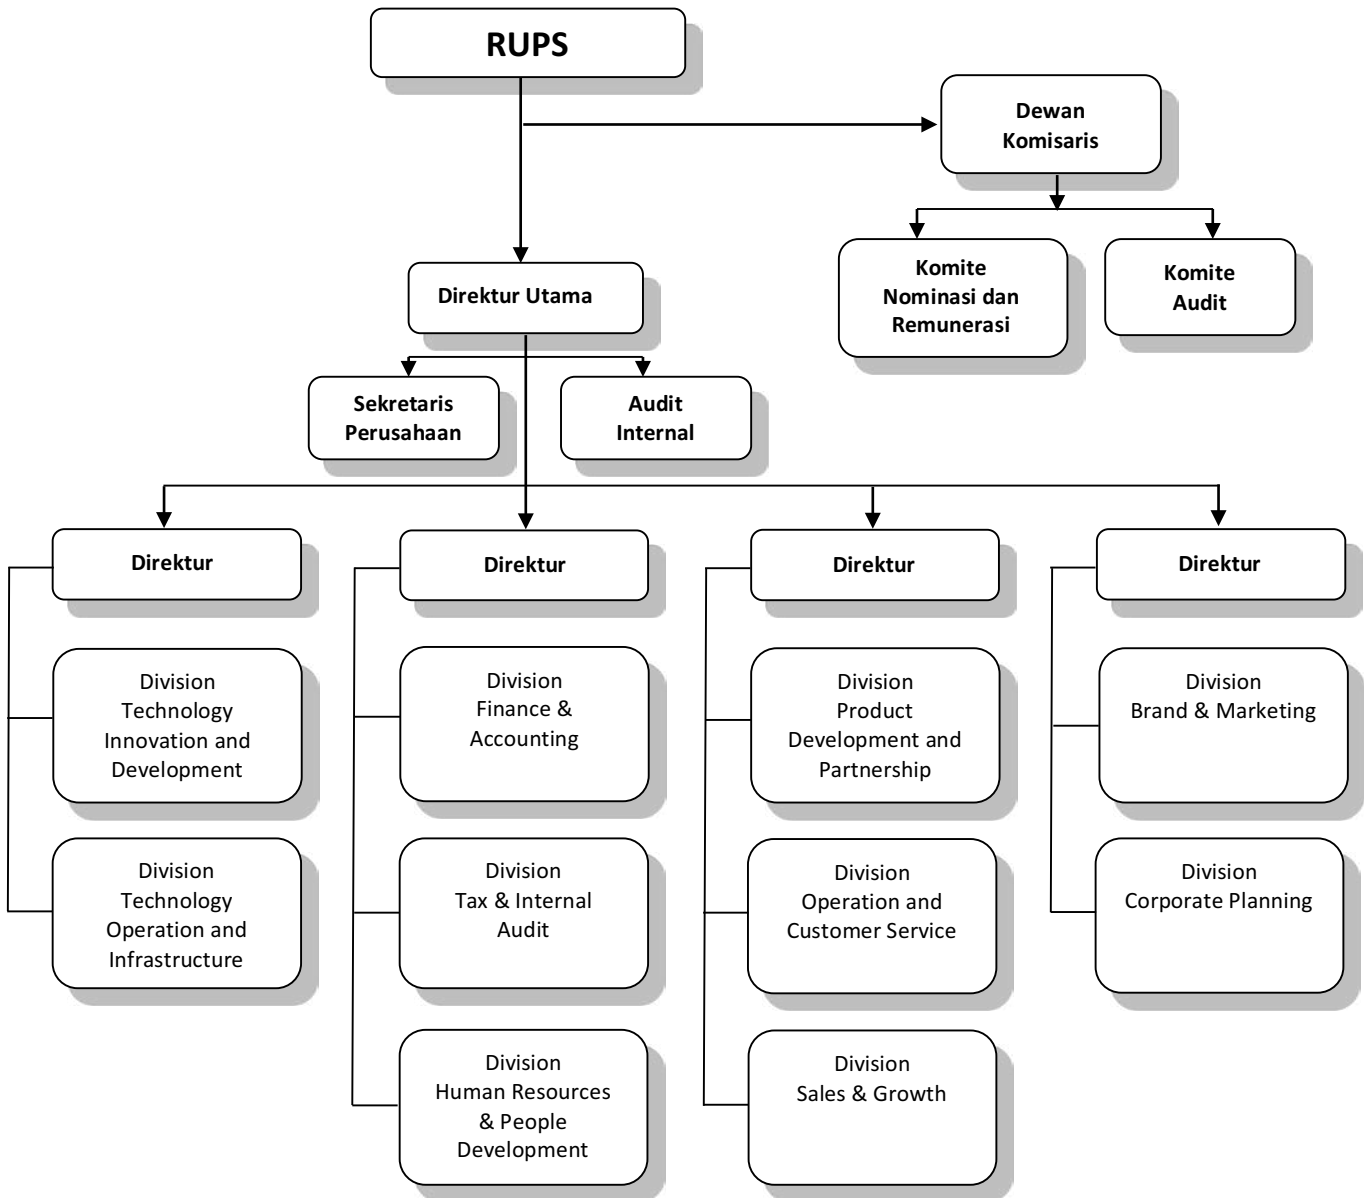 RUPS
Dewan
Komisaris
Komite
Nominasi dan
Remunerasi
Komite
Audit
Direktur Utama
Sekretaris
Perusahaan
Audit
Internal
Direktur
Direktur
Direktur
Direktur
Division
Technology
Innovation and
Development
Division
Finance &
Accounting
Division
Product
Development and
Partnership
Division
Brand & Marketing
Division
Technology
Operation and
Infrastructure
Division
Tax & Internal
Audit
Division
Operation and
Customer Service
Division
Corporate Planning
Division
Human Resources
& People
Development
Division
Sales & Growth